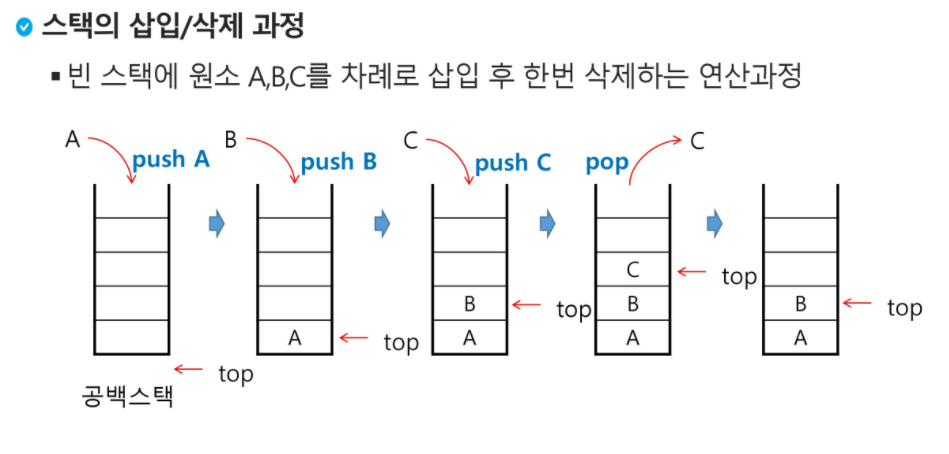 스택의 삽입/삭제 과정
▪ 빈 스택에 원소 A,B,C를 차례로 삽입 후 한번 삭제하는 연산과정
A push A
B push B
C push C
pop C
C top
B top
B A top
B A
B top
A
A top
공백스택 top